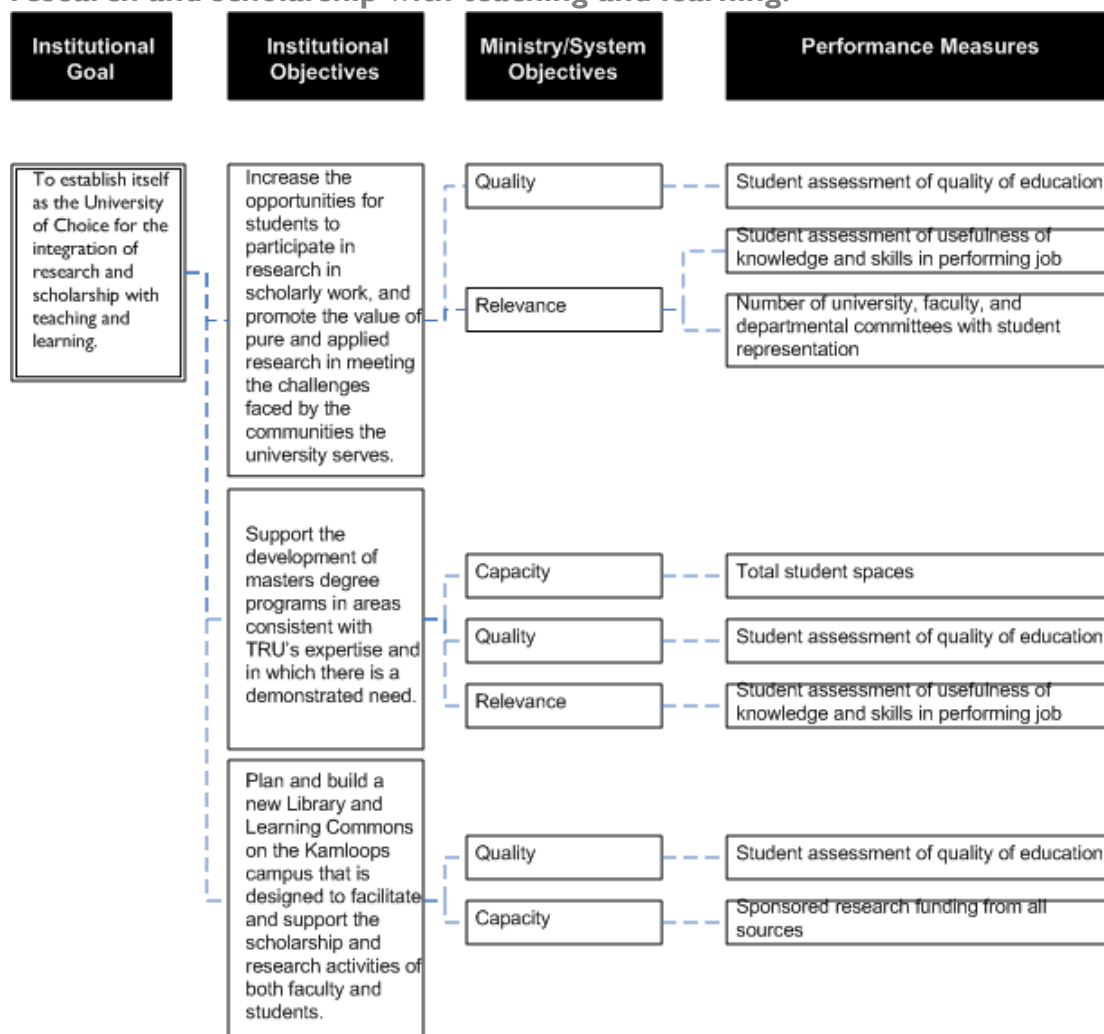 research and scholarship with teaching and learning.
Institutional
Goal
Institutional
Objectives
Ministry/System
Objectives
Performance Measures
To establish itself
as the University
of Choice for the
integration of
research and
scholarship with
teaching and
learning.
Increase the
opportunities for
students to
participate in
research in
scholarly work, and
promote the value of
pure and applied
research in meeting
the challenges
faced by the
communities the
university serves.
Quality
Student assessment of quality of education
Relevance
Student assessment of usefulness of
knowledge and skills in performing job
Number of university, faculty, and
departmental committees with student
representation
Support the
development of
masters degree
programs in areas
consistent with
TRU's expertise and
in which there is a
demonstrated need.
Capacity
Total student spaces
Quality
Student assessment of quality of education
Relevance
Student assessment of usefulness of
knowledge and skills in performing job
Plan and build a
new Library and
Learning Commons
on the Kamloops
campus that is
designed to facilitate
and support the
scholarship and
research activities of
both faculty and
students.
Quality
Student assessment of quality of education
Capacity
Sponsored research funding from all
sources